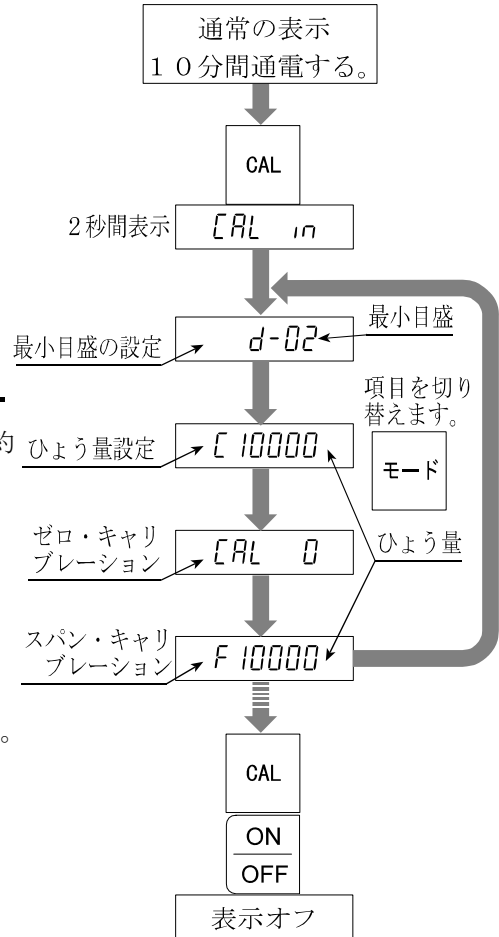 通常の表示
１０分間通電する。
CAL
2秒間表示
CAL in
d-02
最小目盛
最小目盛の設定
項目を切り
替えます。
約
ひょう量設定
C 10000
モード
ゼロ・キャリ
ブレーション
CAL 0
ひょう量
スパン・キャリ
ブレーション
F 10000
。
CAL
ON
OFF
表示オフ